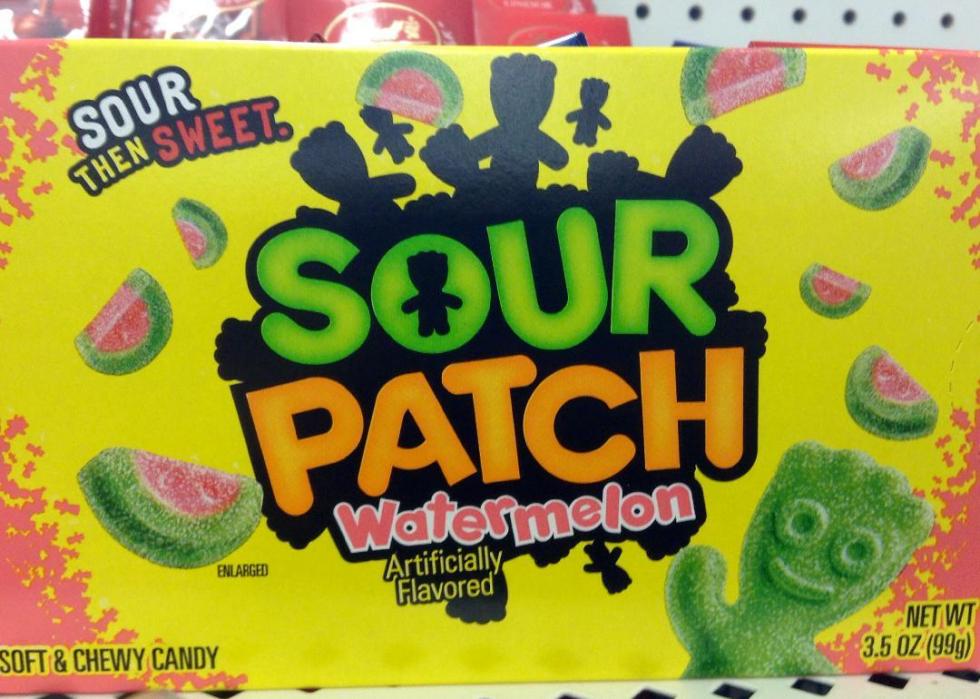 SOUR
THEN SWEET.
SOUR
PATCH
Watermelon
Artificially
Flavored
ENLARGED
SOFT & CHEWY CANDY
NET WT
3.5 OZ (99g)